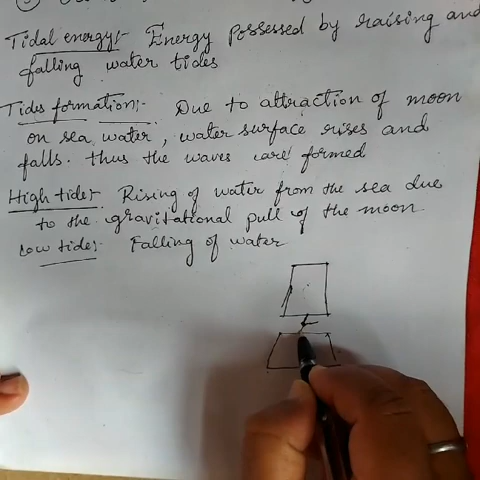 Tidal energy:- Energy possessed by raising and
falling water tides
Tides formation:- Due to attraction of moon
on sea water, water surface rises and
falls. thus the waves are formed
High tide:- Rising of water from the sea due
to the gravitational pull of the moon.
Low tide:- Falling of water